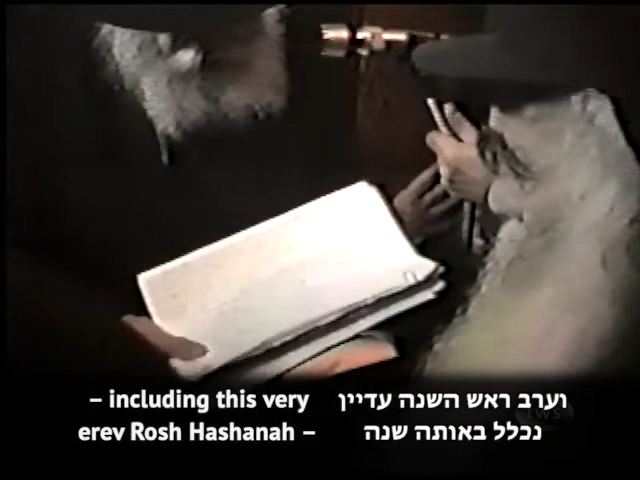 – including this very
erev Rosh Hashanah –
וערב ראש השנה עדיין
נכלל באותה שנה